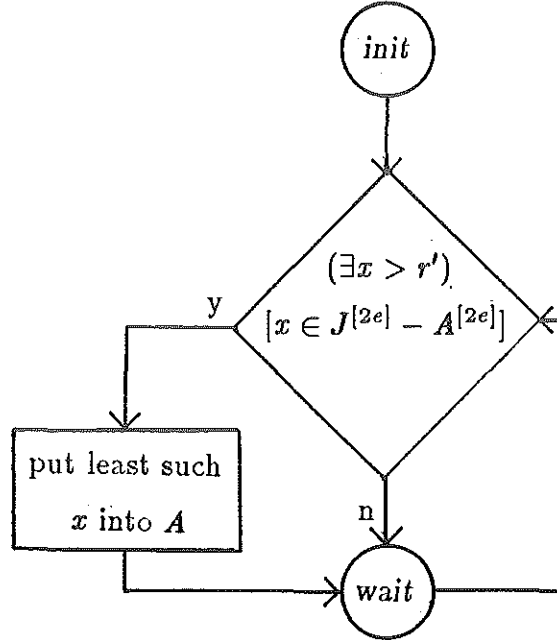 init
(∃x > r′)
y
[x ∈ J^{[2e]} − A^{[2e]}]
put least such
x into A
n
wait